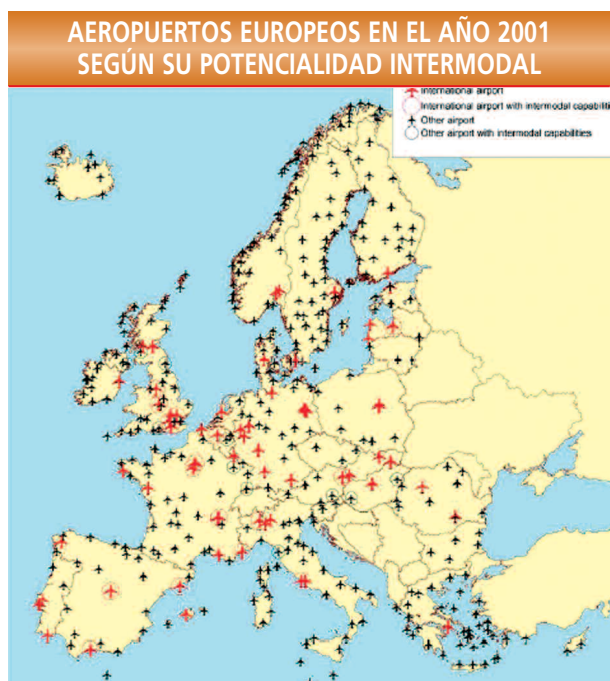 AEROPUERTOS EUROPEOS EN EL AÑO 2001
SEGÚN SU POTENCIALIDAD INTERMODAL
International airport
International airport with intermodal capabiliti
Other airport
Other airport with intermodal capabilities